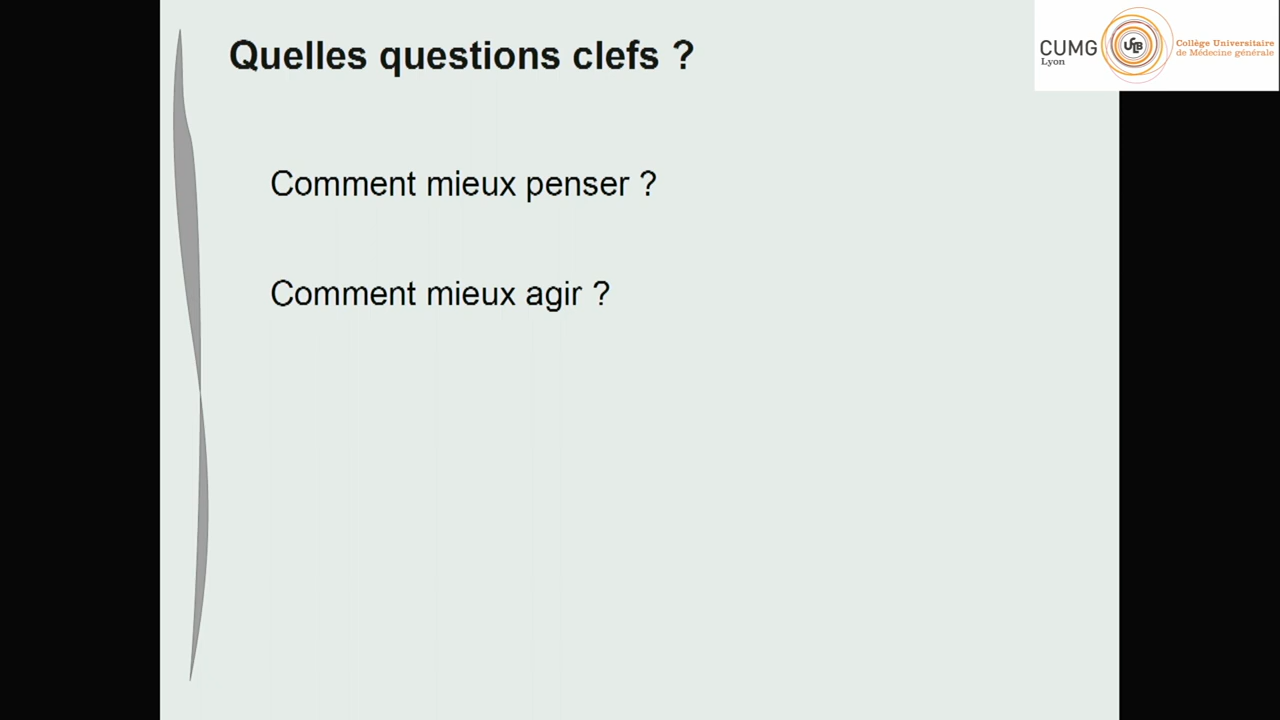 Quelles questions clefs ?
CUMG
Lyon
Collège Universitaire
de Médecine générale
Comment mieux penser ?
Comment mieux agir ?